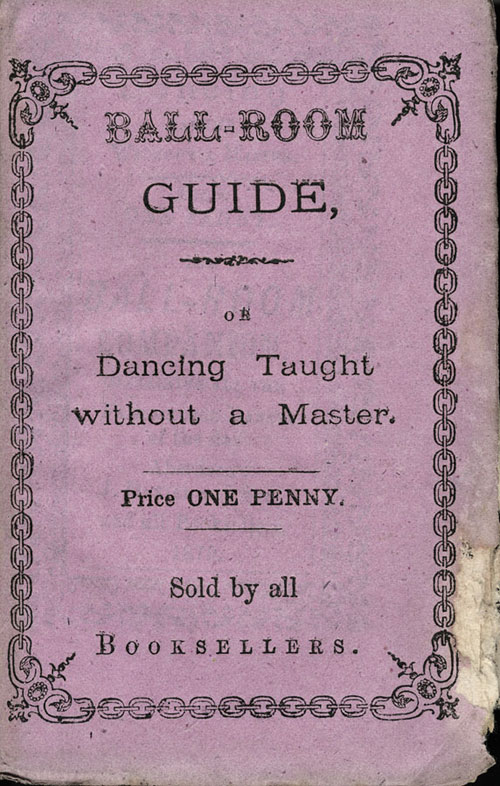 BALL-ROOM
GUIDE,
OR
Dancing Taught
without a Master.
Price ONE PENNY.
Sold by all
BOOKSELLERS.